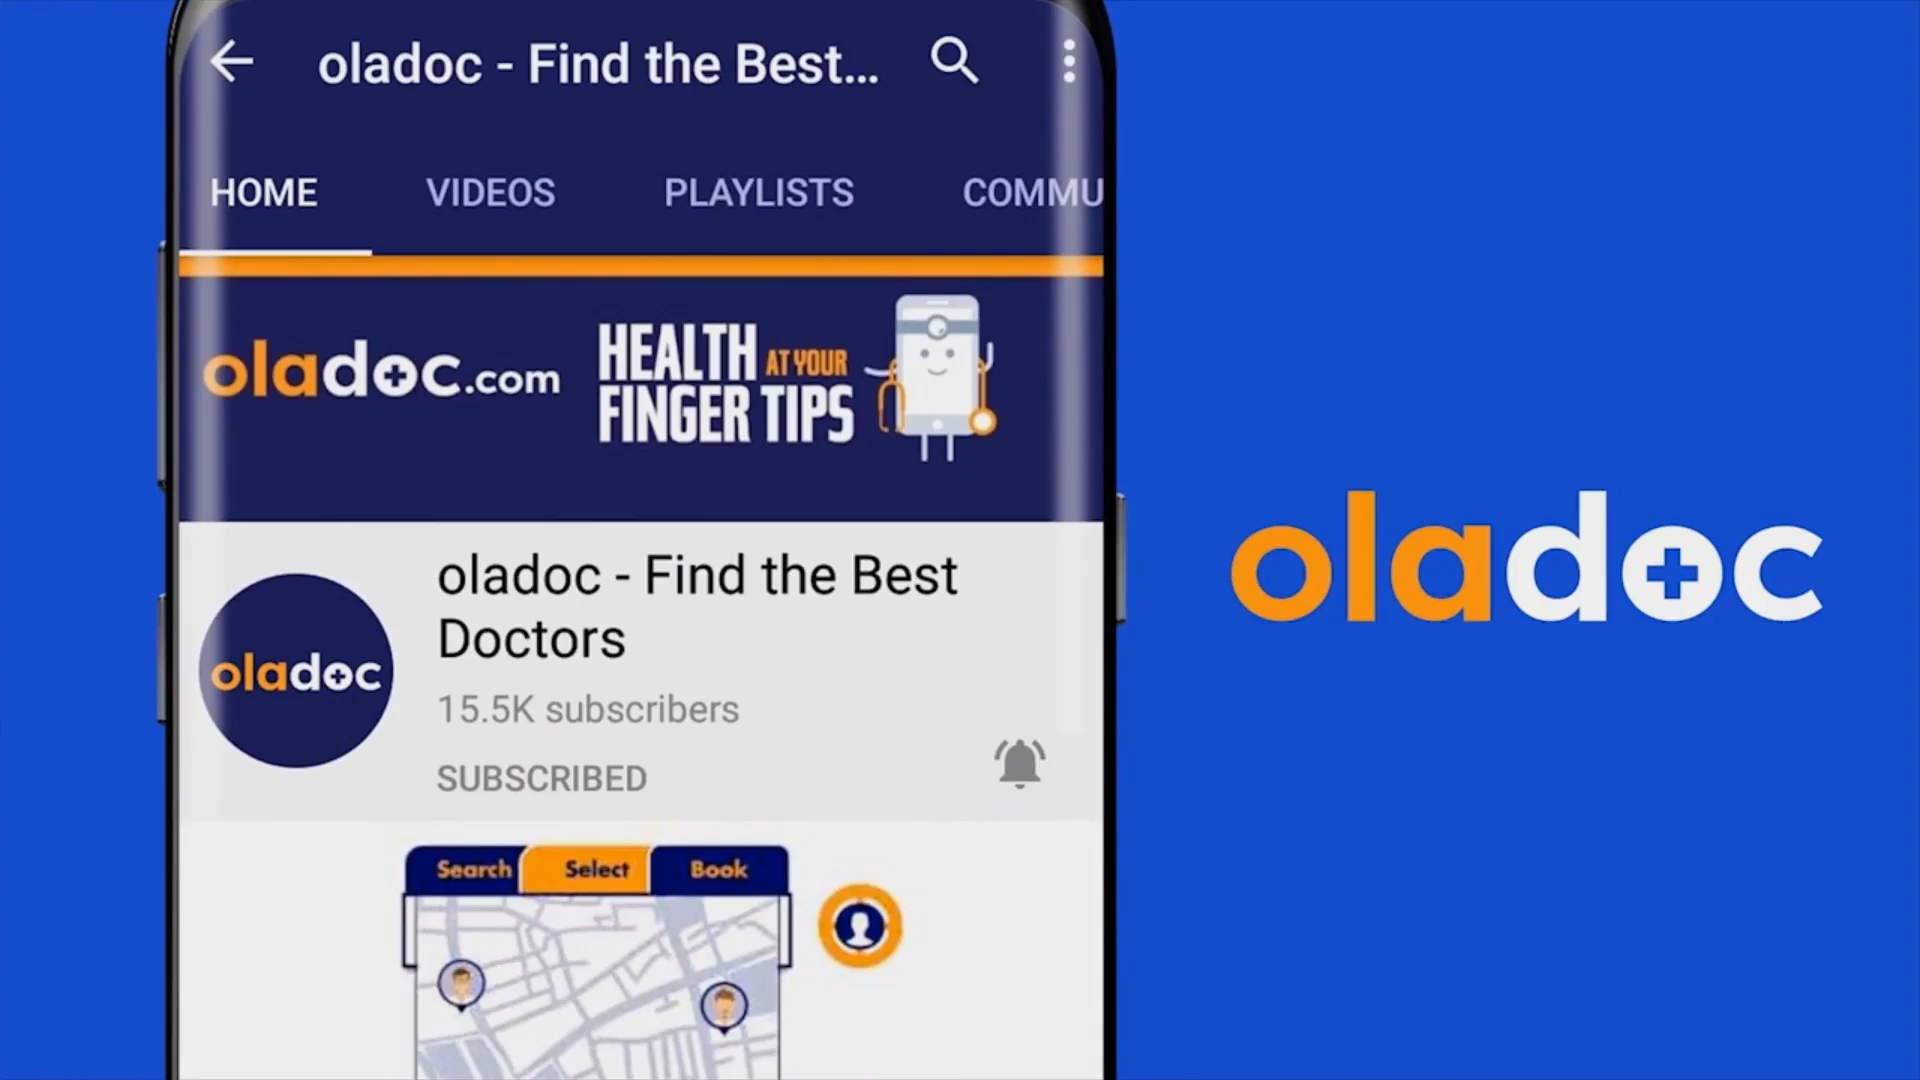 oladoc - Find the Best...
HOME VIDEOS PLAYLISTS COMMU
oladoc.com
HEALTH AT YOUR
FINGER TIPS
oladoc - Find the Best
Doctors
oladoc
15.5K subscribers
SUBSCRIBED
Search Select Book
oladoc